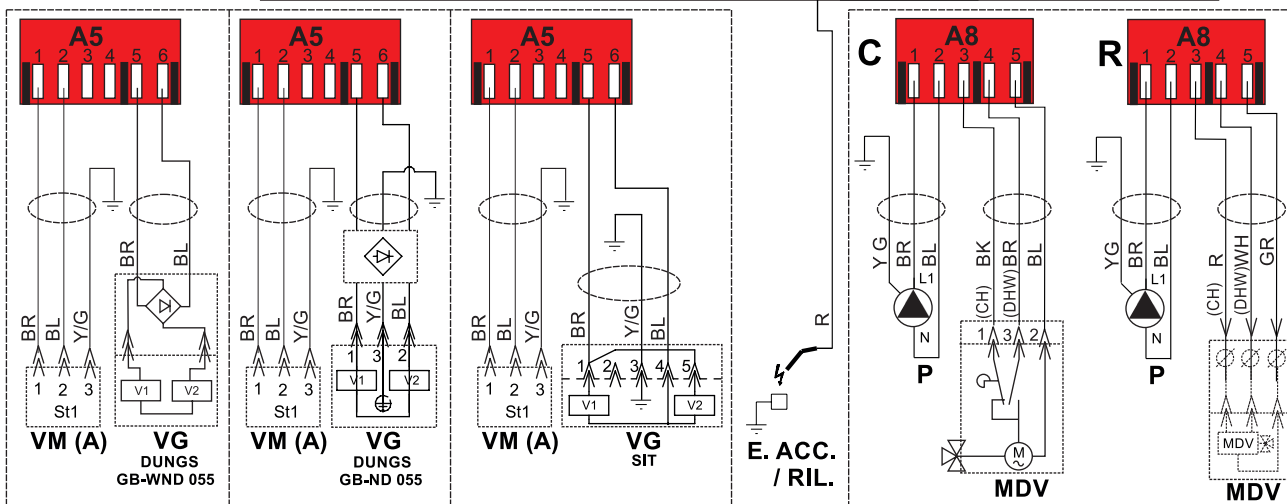 A5
1 2 3 4 5 6
BR BL Y/G
BR BL
1 2 3
St1
V1 V2
VM (A)
VG
DUNGS
GB-WND 055
A5
1 2 3 4 5 6
BR BL Y/G
BR Y/G BL
1 2 3
1 3 2
St1
V1 V2
VM (A)
VG
DUNGS
GB-ND 055
A5
1 2 3 4 5 6
BR BL Y/G
BR Y/G BL
1 2 3
1 2 3 4 5
St1
V1 V2
VM (A)
VG
SIT
R
E. ACC.
/ RIL.
C
A8
1 2 3 4 5
Y G BR BL
(CH) BK (DHW) BR BL
L1
N
P
1 3 2
M
~
MDV
R
A8
1 2 3 4 5
YG BR BL
(CH) R (DHW) WH GR
L1
N
P
MDV
MDV